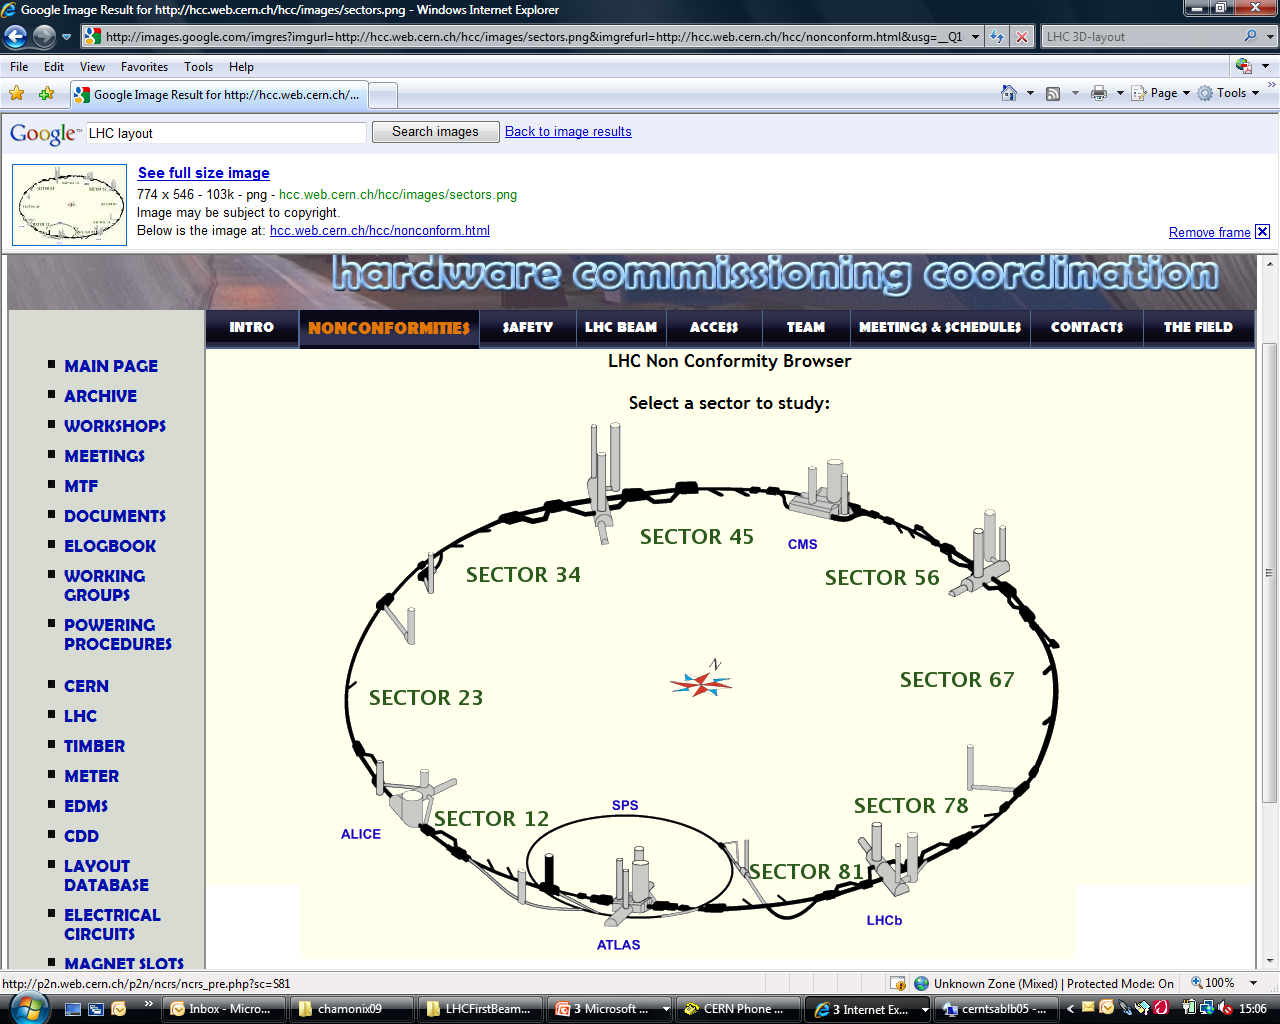 Google Image Result for http://hcc.web.cern.ch/hcc/images/sectors.png - Windows Internet Explorer
http://images.google.com/imgres?imgurl=http://hcc.web.cern.ch/hcc/images/sectors.png&imgrefurl=http://hcc.web.cern.ch/hcc/nonconform.html&usg=__Q1
LHC 3D-layout
File Edit View Favorites Tools Help
Google Image Result for http://hcc.web.cern.ch/...
Page Tools
Google™ LHC layout Search images Back to image results
See full size image
774 x 546 - 103k - png - hcc.web.cern.ch/hcc/images/sectors.png
Image may be subject to copyright.
Below is the image at: hcc.web.cern.ch/hcc/nonconform.html
Remove frame
hardware commissioning coordination
INTRO NONCONFORMITIES SAFETY LHC BEAM ACCESS TEAM MEETINGS & SCHEDULES CONTACTS THE FIELD
MAIN PAGE
ARCHIVE
WORKSHOPS
MEETINGS
MTF
DOCUMENTS
ELOGBOOK
WORKING
GROUPS
POWERING
PROCEDURES
CERN
LHC
TIMBER
METER
EDMS
CDD
LAYOUT
DATABASE
ELECTRICAL
CIRCUITS
MAGNET SLOTS
LHC Non Conformity Browser
Select a sector to study:
SECTOR 45
CMS
SECTOR 34
SECTOR 56
N
SECTOR 67
SECTOR 23
SPS
SECTOR 78
SECTOR 12
ALICE
SECTOR 81
LHCb
ATLAS
http://p2n.web.cern.ch/p2n/ncrs/ncrs_pre.php?sc=S81
Unknown Zone (Mixed) | Protected Mode: On
100%
Inbox - Micro...
chamonix09
LHCFirstBeam...
3 Microsoft ...
CERN Phone ...
3 Internet Ex...
cerntsablb05 -...
15:06